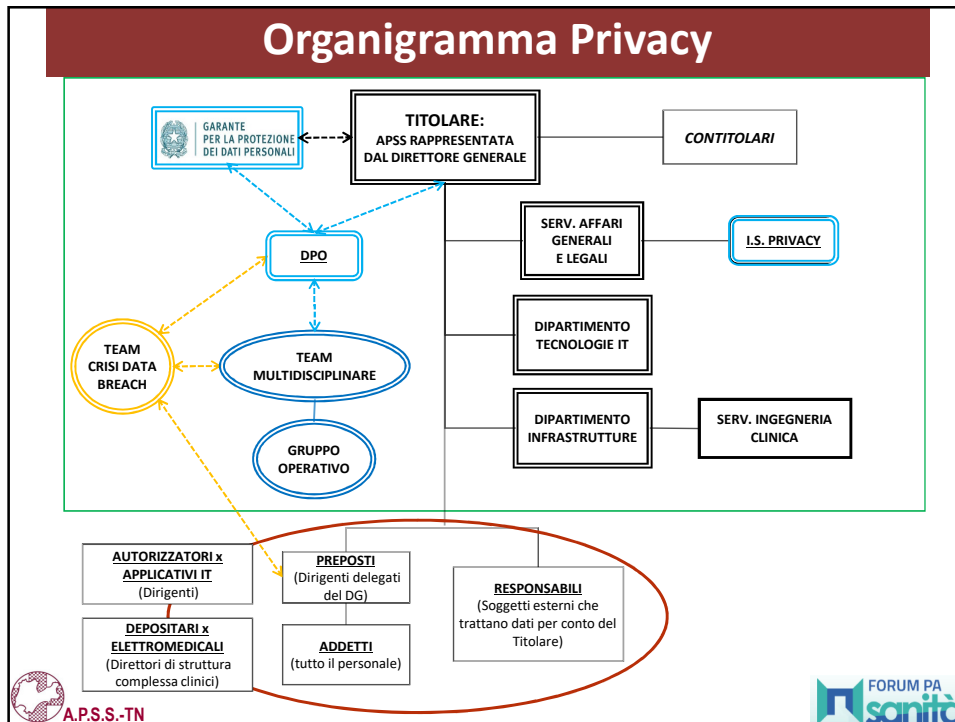 Organigramma Privacy
GARANTE
PER LA PROTEZIONE
DEI DATI PERSONALI
TITOLARE:
APSS RAPPRESENTATA
DAL DIRETTORE GENERALE
CONTITOLARI
DPO
SERV. AFFARI
GENERALI
E LEGALI
I.S. PRIVACY
TEAM
CRISI DATA
BREACH
TEAM
MULTIDISCIPLINARE
DIPARTIMENTO
TECNOLOGIE IT
GRUPPO
OPERATIVO
DIPARTIMENTO
INFRASTRUTTURE
SERV. INGEGNERIA
CLINICA
AUTORIZZATORI x
APPLICATIVI IT
(Dirigenti)
PREPOSTI
(Dirigenti delegati
del DG)
RESPONSABILI
(Soggetti esterni che
trattano dati per conto del
Titolare)
DEPOSITARI x
ELETTROMEDICALI
(Direttori di struttura
complessa clinici)
ADDETTI
(tutto il personale)
A.P.S.S.-TN
FORUM PA
sanità